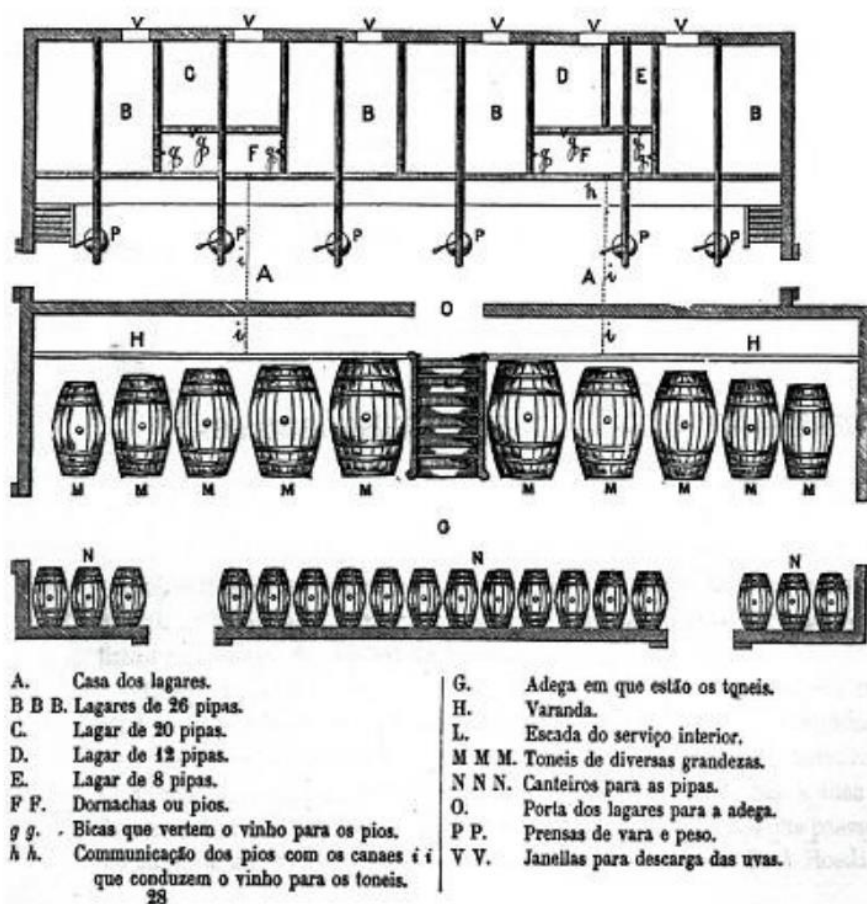 V V V V V V
C D E
B B B B
g g F g g g F g
h
P P P P P P
i i
A A
O
i i
H H
M M M M M M M M M M
G
N N N
A. Casa dos lagares.
B B B. Lagares de 26 pipas.
C. Lagar de 20 pipas.
D. Lagar de 12 pipas.
E. Lagar de 8 pipas.
F F. Dornachas ou pios.
g g. Bicas que vertem o vinho para os pios.
h h. Communicação dos pios com os canaes i i
que conduzem o vinho para os toneis.
28
G. Adega em que estão os toneis.
H. Varanda.
L. Escada do serviço interior.
M M M. Toneis de diversas grandezas.
N N N. Canteiros para as pipas.
O. Porta dos lagares para a adega.
P P. Prensas de vara e peso.
V V. Janellas para descarga das uvas.